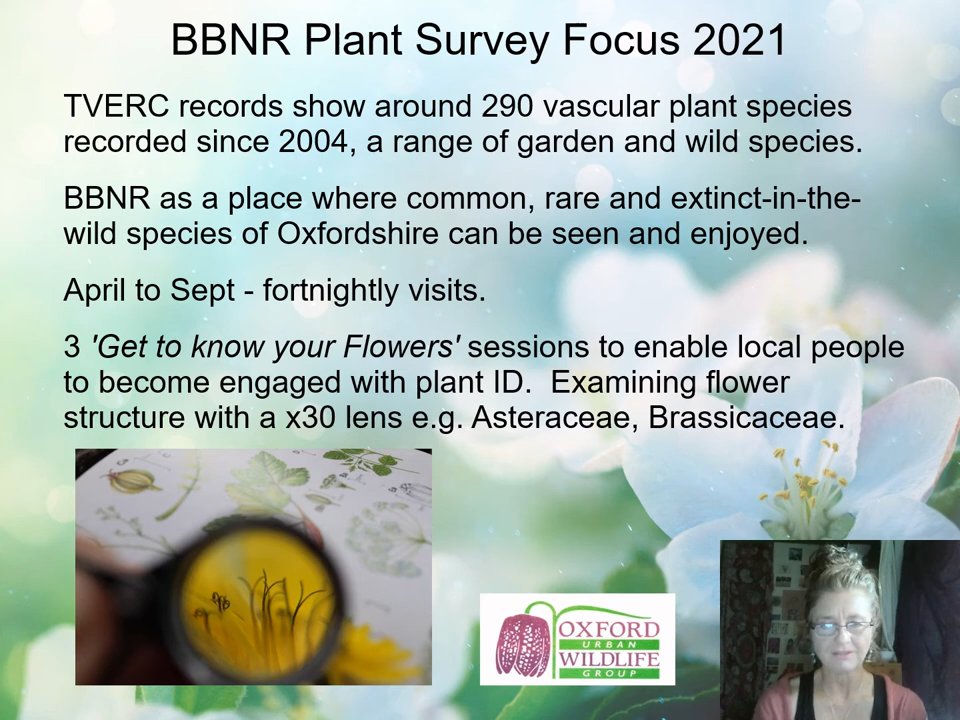 BBNR Plant Survey Focus 2021
TVERC records show around 290 vascular plant species
recorded since 2004, a range of garden and wild species.
BBNR as a place where common, rare and extinct-in-the-
wild species of Oxfordshire can be seen and enjoyed.
April to Sept - fortnightly visits.
3 'Get to know your Flowers' sessions to enable local people
to become engaged with plant ID.  Examining flower
structure with a x30 lens e.g. Asteraceae, Brassicaceae.
OXFORD
URBAN
WILDLIFE
GROUP